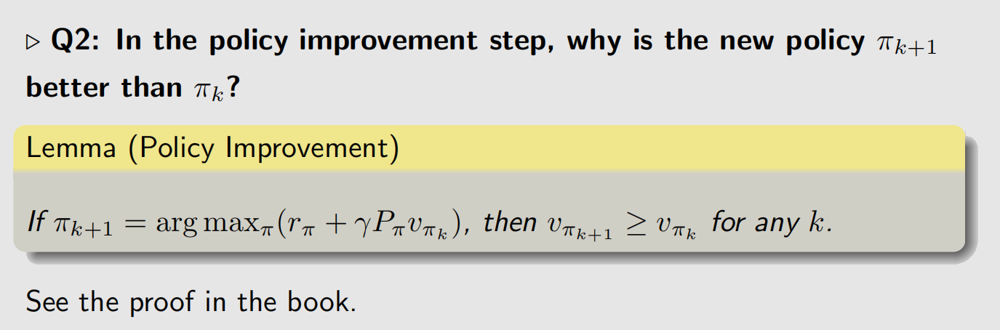 ▷ Q2: In the policy improvement step, why is the new policy $\pi_{k+1}$
better than $\pi_k$?
Lemma (Policy Improvement)
If $\pi_{k+1} = \arg\max_\pi (r_\pi + \gamma P_\pi v_{\pi_k})$, then $v_{\pi_{k+1}} \geq v_{\pi_k}$ for any $k$.
See the proof in the book.